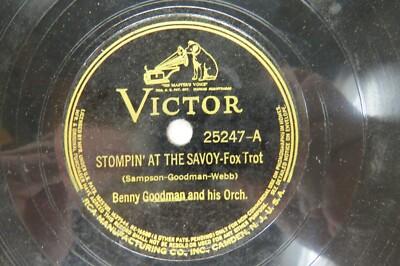 "HIS MASTER'S VOICE"
VICTOR
25247-A
STOMPIN' AT THE SAVOY-Fox Trot
(Sampson-Goodman-Webb)
Benny Goodman and his Orch.
RCA MANUFACTURING CO., INC., CAMDEN, N. J., U. S. A.